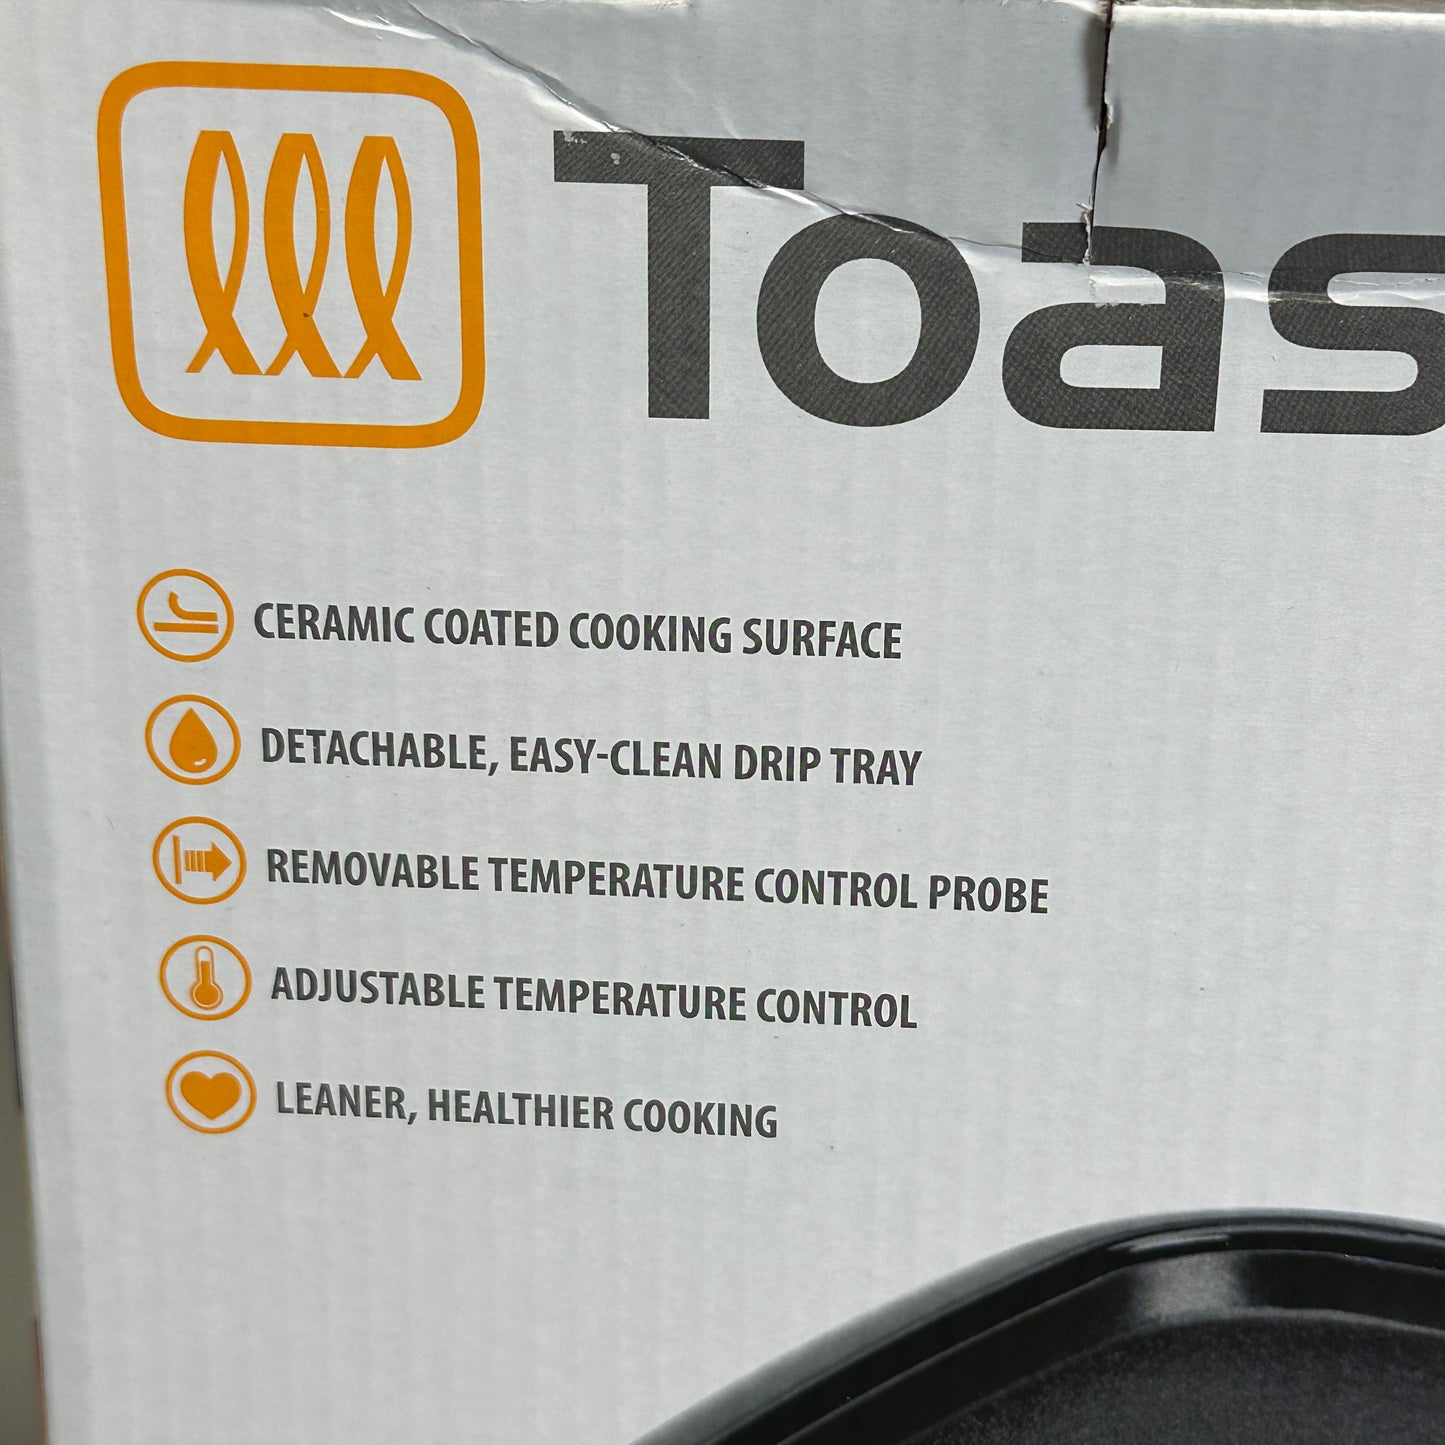 Toas
CERAMIC COATED COOKING SURFACE
DETACHABLE, EASY-CLEAN DRIP TRAY
REMOVABLE TEMPERATURE CONTROL PROBE
ADJUSTABLE TEMPERATURE CONTROL
LEANER, HEALTHIER COOKING